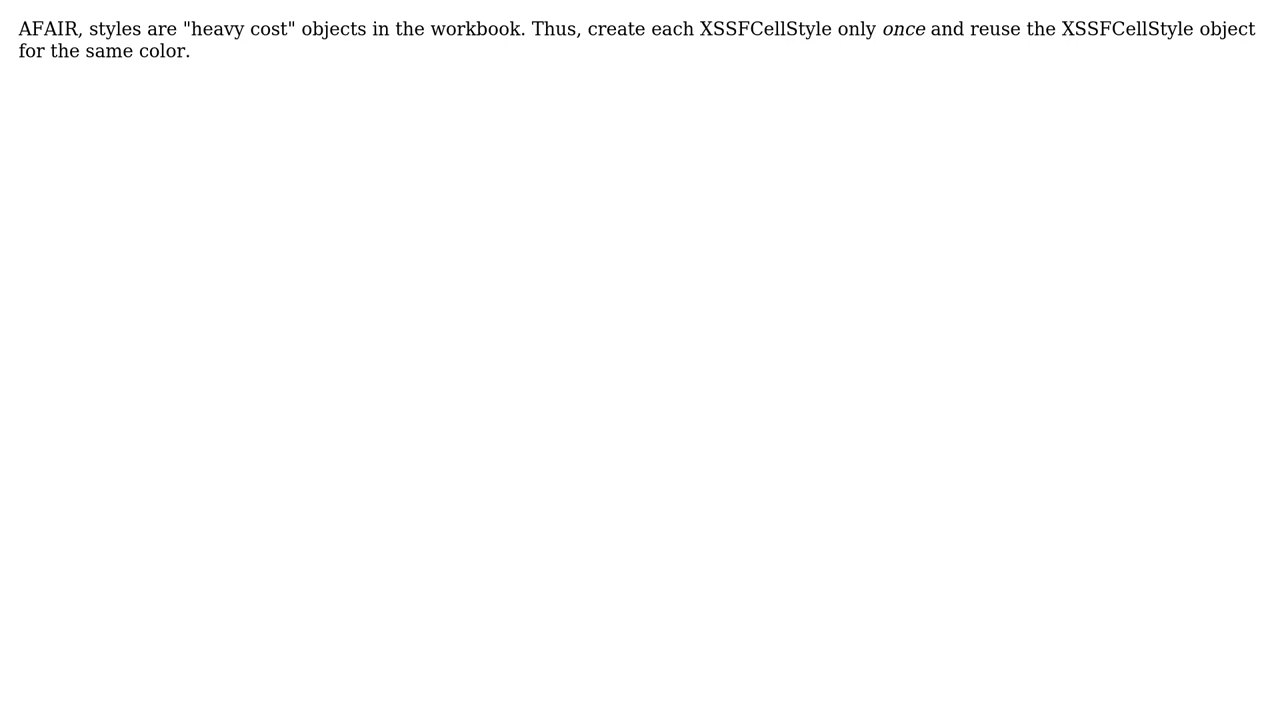 AFAIR, styles are "heavy cost" objects in the workbook. Thus, create each XSSFCellStyle only once and reuse the XSSFCellStyle object
for the same color.